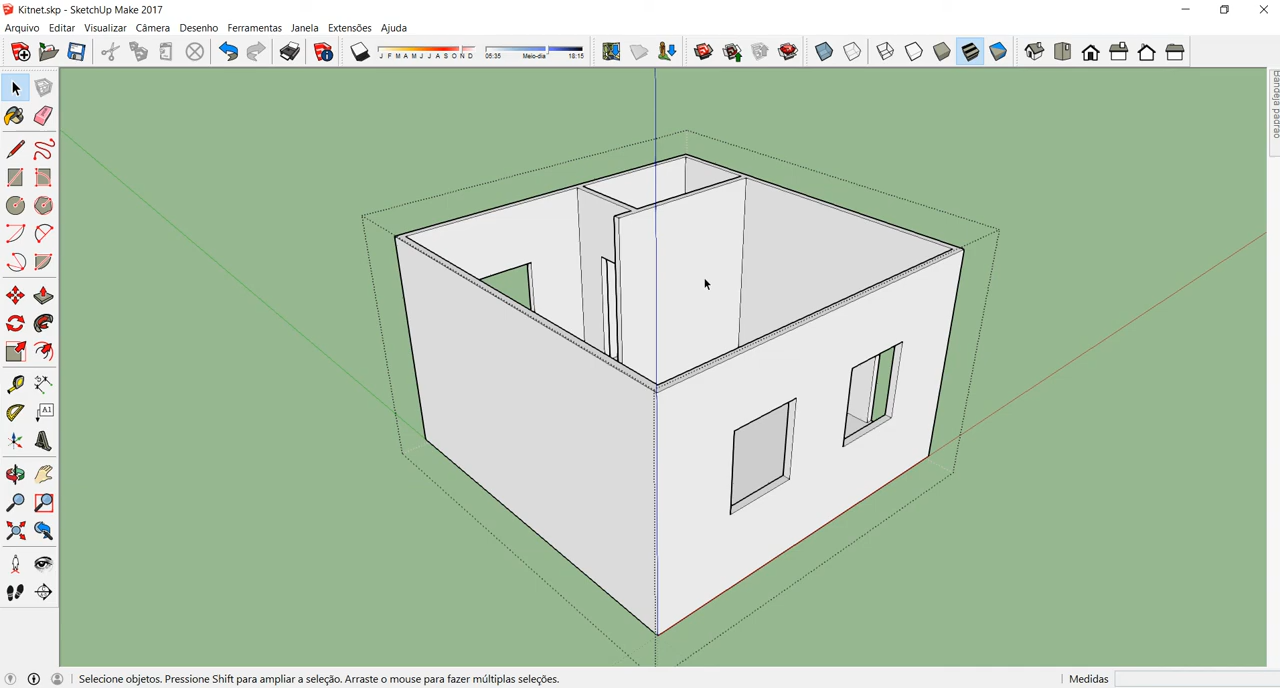 Kitnet.skp - SketchUp Make 2017
Arquivo Editar Visualizar Câmera Desenho Ferramentas Janela Extensões Ajuda
J F M A M J J A S O N D
05:35 Meio-dia 18:15
Bandeja padrão
A1
Selecione objetos. Pressione Shift para ampliar a seleção. Arraste o mouse para fazer múltiplas seleções.
Medidas